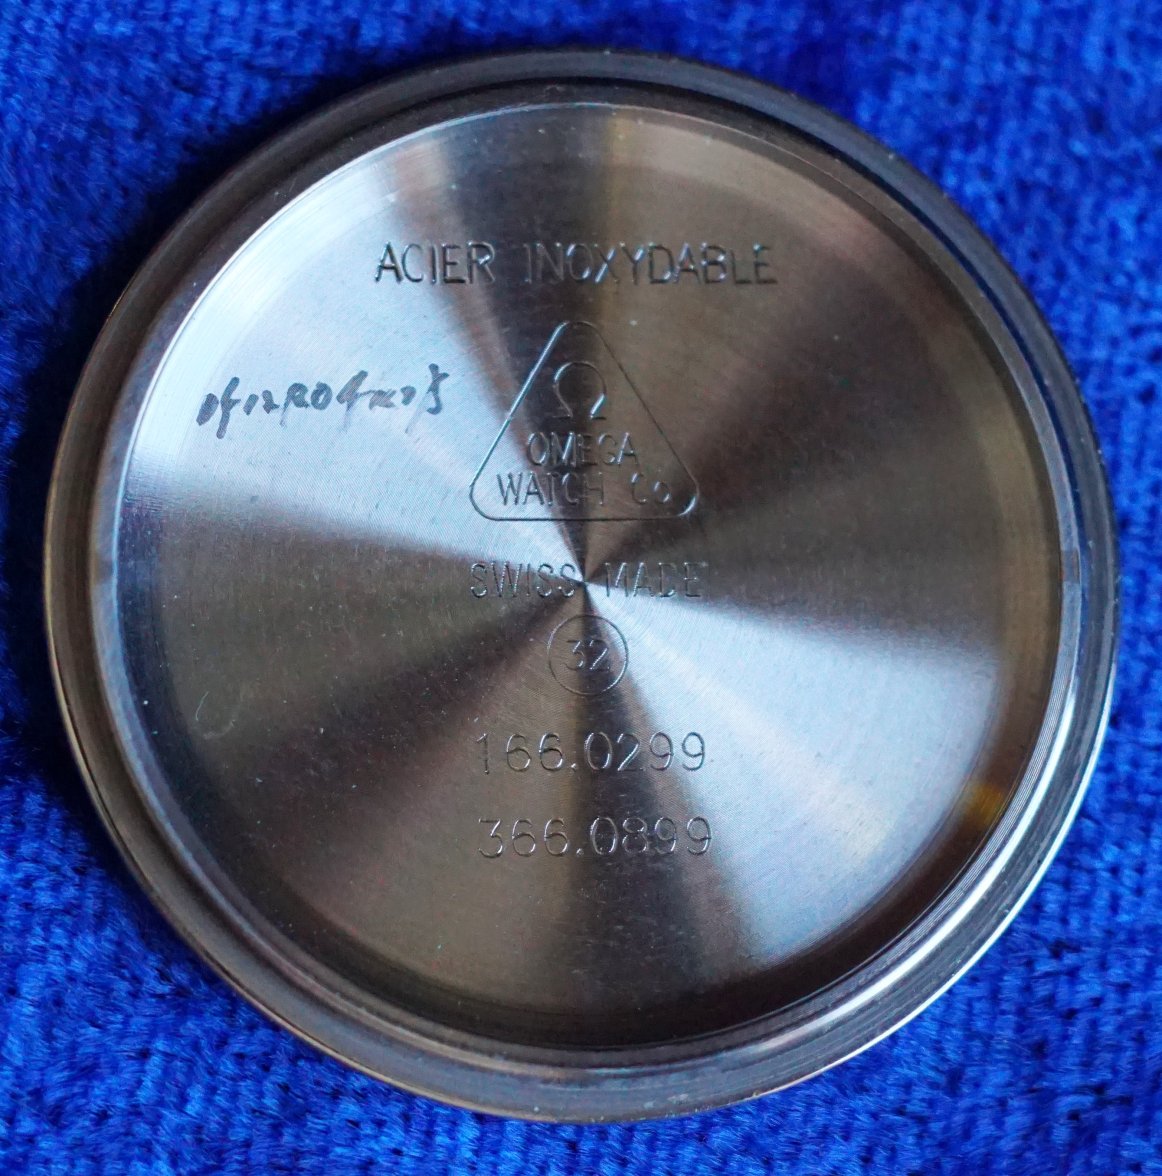 ACIER INOXYDABLE
Ω
OMEGA
WATCH Co
SWISS MADE
32
166.0299
366.0899